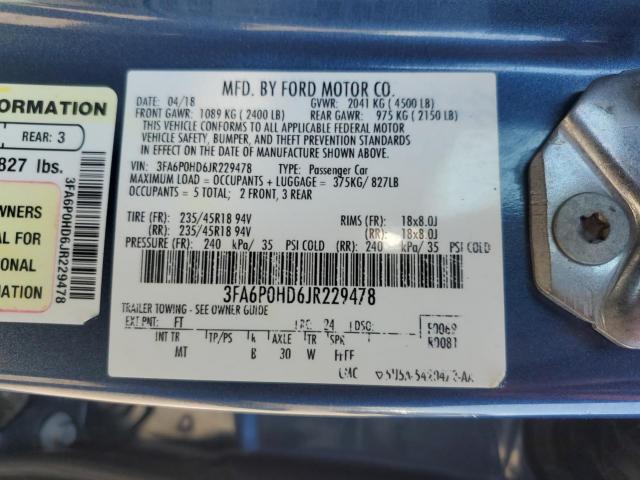 MFD. BY FORD MOTOR CO.
DATE: 04/18 GVWR: 2041 KG (4500 LB)
FRONT GAWR: 1089 KG (2400 LB) REAR GAWR: 975 KG (2150 LB)
THIS VEHICLE CONFORMS TO ALL APPLICABLE FEDERAL MOTOR
VEHICLE SAFETY, BUMPER, AND THEFT PREVENTION STANDARDS
IN EFFECT ON THE DATE OF MANUFACTURE SHOWN ABOVE.
VIN: 3FA6P0HD6JR229478 TYPE: Passenger Car
MAXIMUM LOAD = OCCUPANTS + LUGGAGE = 375KG/827LB
OCCUPANTS = 5 TOTAL; 2 FRONT, 3 REAR
TIRE (FR): 235/45R18 94V RIMS (FR): 18x8.0J
(RR): 235/45R18 94V (RR): 18x8.0J
PRESSURE (FR): 240 kPa/ 35 PSI COLD (RR): 240 kPa/35 PSI COLD
3FA6P0HD6JR229478
TRAILER TOWING - SEE OWNER GUIDE
EXT PNT: FT RC: 24 DSO: F0069
INT TR TP/PS R AXLE TR SPR R0081
MT B 30 W
ORMATION
REAR: 3
827 lbs.
WNERS
AL FOR
ONAL
MATION
3FA6P0HD6JR229478